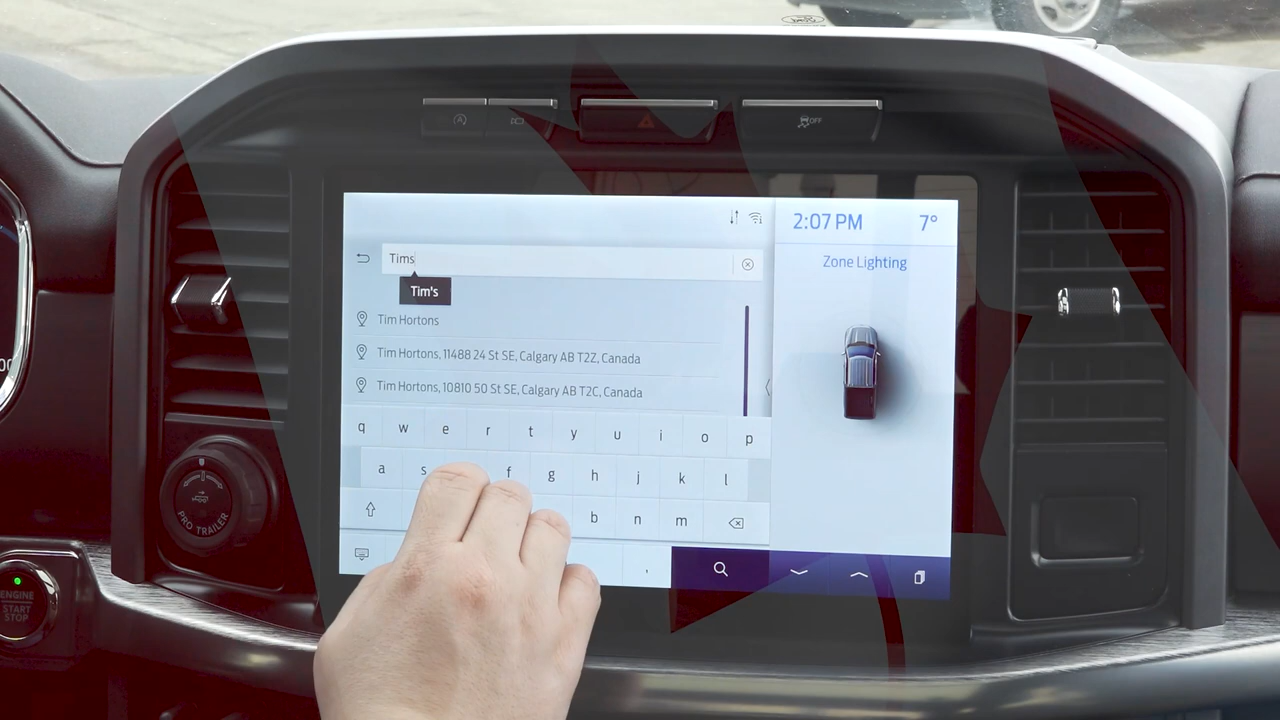 OFF
2:07 PM 7°
Tims
Zone Lighting
Tim's
Tim Hortons
Tim Hortons, 11488 24 St SE, Calgary AB T2Z, Canada
Tim Hortons, 10810 50 St SE, Calgary AB T2C, Canada
q w e r t y u i o p
a s f g h j k l
b n m
,
PRO TRAILER
ENGINE
START
STOP